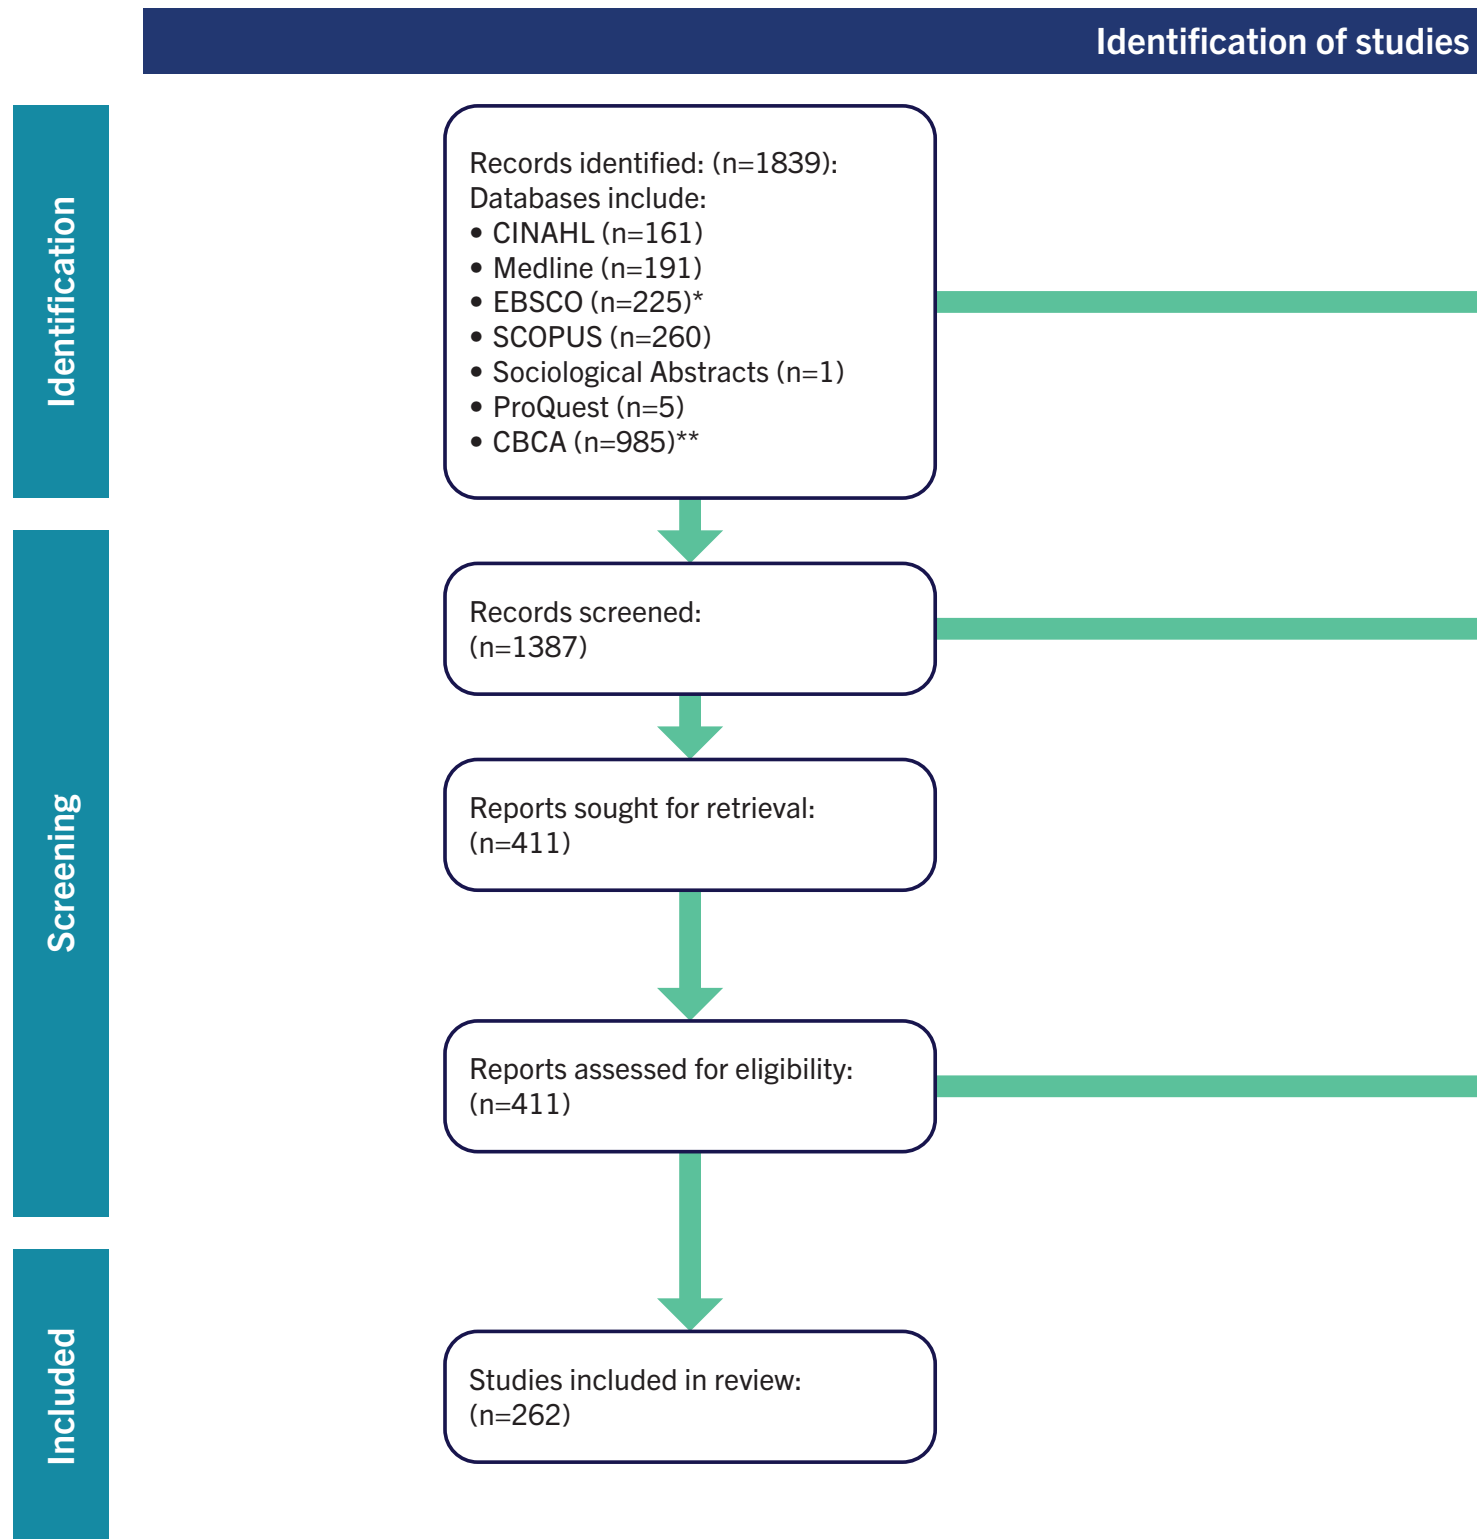 Identification of studies
Identification
Records identified: (n=1839):
Databases include:
• CINAHL (n=161)
• Medline (n=191)
• EBSCO (n=225)*
• SCOPUS (n=260)
• Sociological Abstracts (n=1)
• ProQuest (n=5)
• CBCA (n=985)**
Screening
Records screened:
(n=1387)
Reports sought for retrieval:
(n=411)
Reports assessed for eligibility:
(n=411)
Included
Studies included in review:
(n=262)